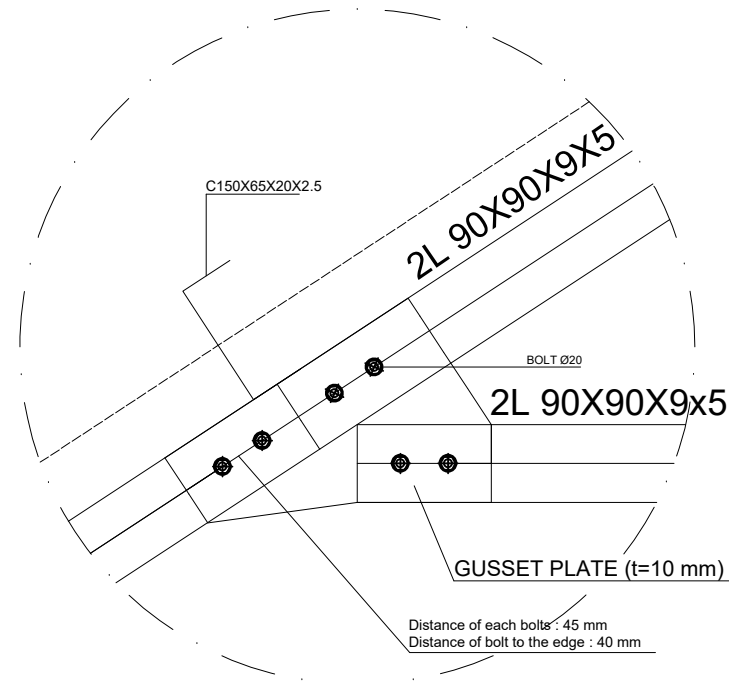 C150X65X20X2.5
2L 90X90X9X5
BOLT Ø20
2L 90X90X9x5
GUSSET PLATE (t=10 mm)
Distance of each bolts : 45 mm
Distance of bolt to the edge : 40 mm